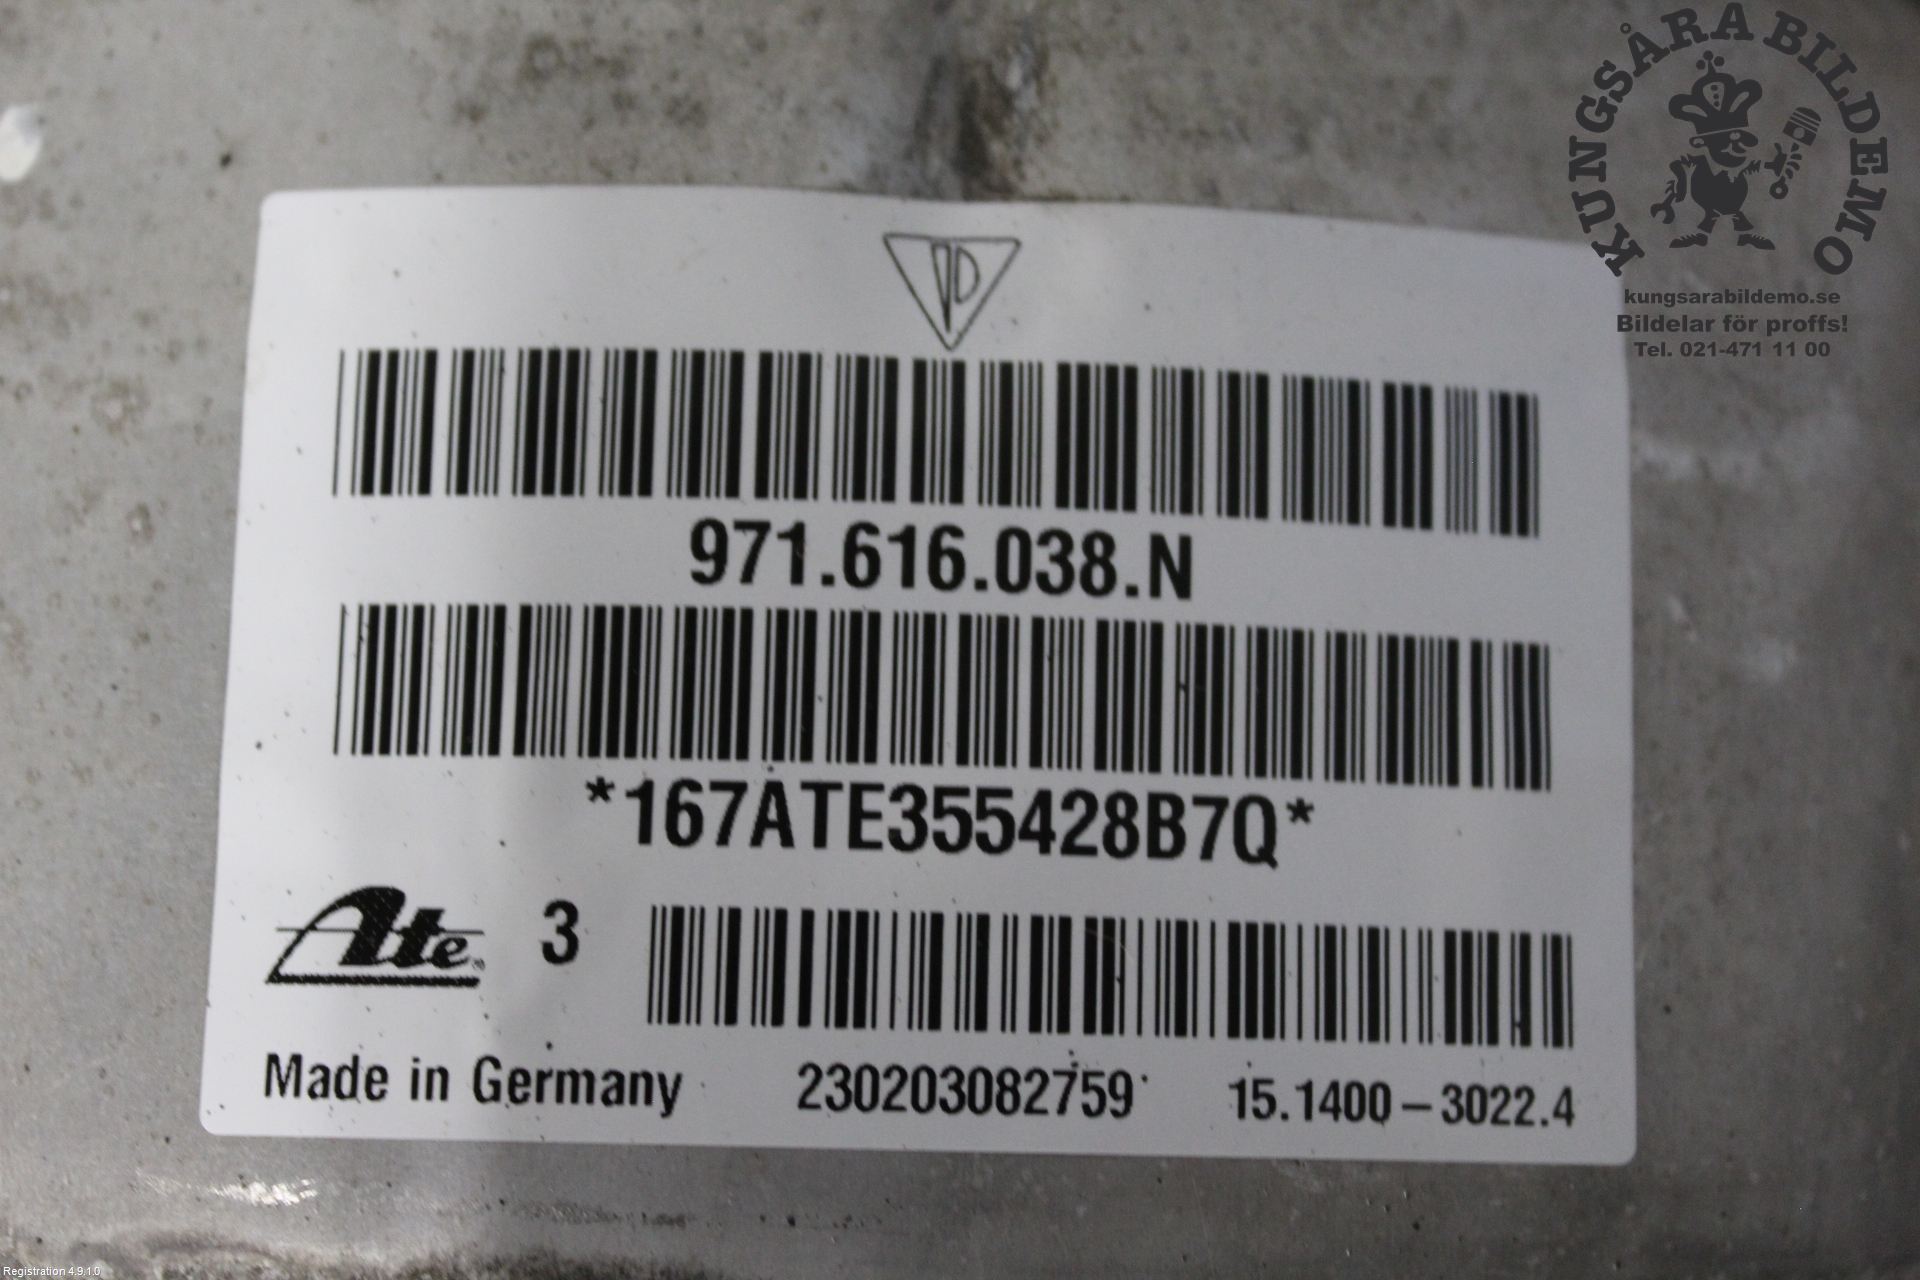 KUNGSÅRA BILDEMO
kungsarabildemo.se
Bildelar för proffs!
Tel. 021-471 11 00
971.616.038.N
*167ATE355428B7Q*
Ate 3
Made in Germany 230203082759 15.1400-3022.4
Registration 4.9.1.0